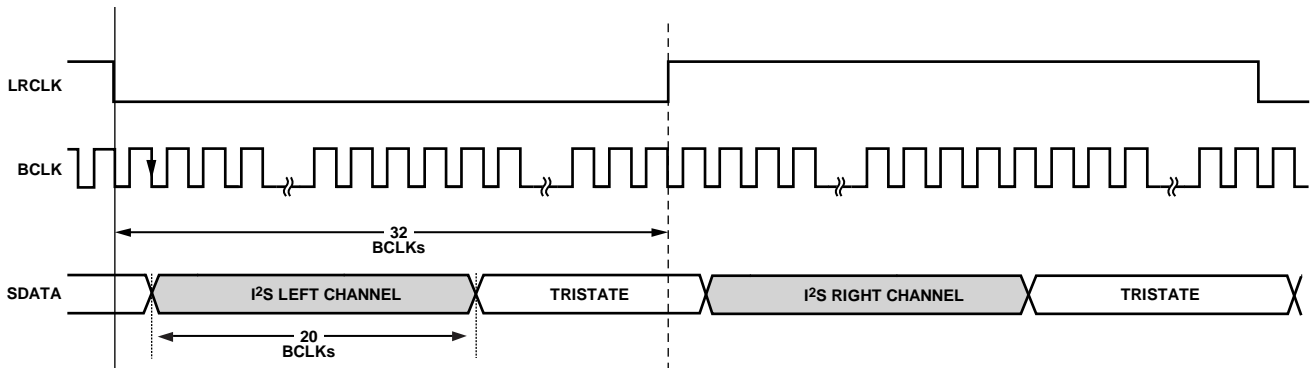 LRCLK
BCLK
32
BCLKs
SDATA
I²S LEFT CHANNEL
TRISTATE
I²S RIGHT CHANNEL
TRISTATE
20
BCLKs